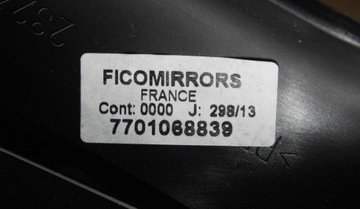 FICOMIRRORS
FRANCE
Cont: 0000 J: 298/13
7701068839